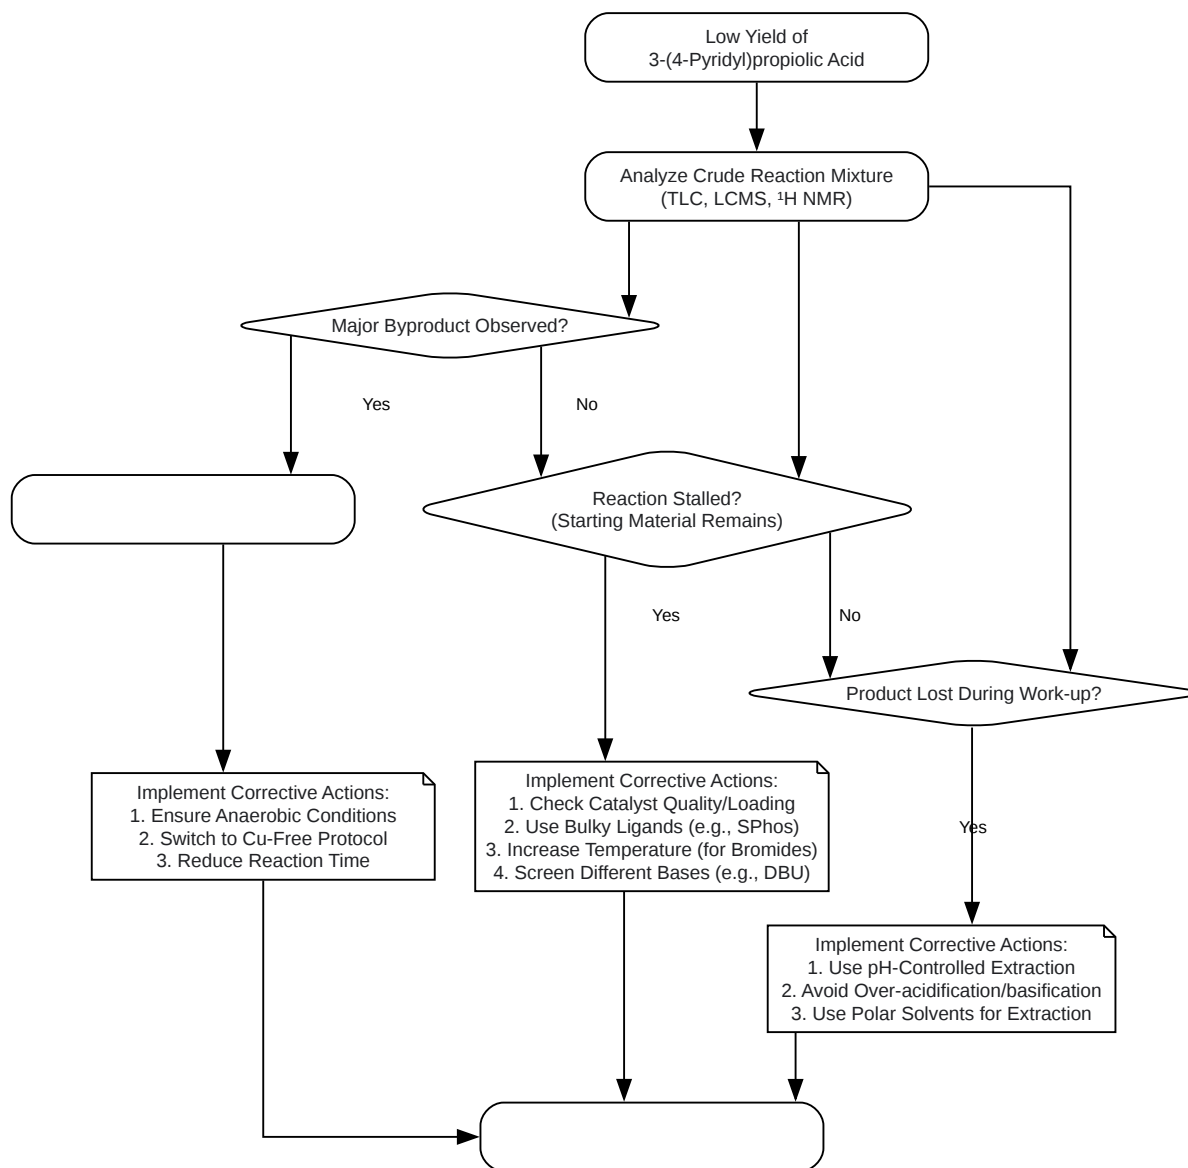 Low Yield of
3-(4-Pyridyl)propiolic Acid
Analyze Crude Reaction Mixture
(TLC, LCMS, ¹H NMR)
Major Byproduct Observed?
Yes
No
Reaction Stalled?
(Starting Material Remains)
Yes
No
Product Lost During Work-up?
Implement Corrective Actions:
1. Ensure Anaerobic Conditions
2. Switch to Cu-Free Protocol
3. Reduce Reaction Time
Implement Corrective Actions:
1. Check Catalyst Quality/Loading
2. Use Bulky Ligands (e.g., SPhos)
3. Increase Temperature (for Bromides)
4. Screen Different Bases (e.g., DBU)
Yes
Implement Corrective Actions:
1. Use pH-Controlled Extraction
2. Avoid Over-acidification/basification
3. Use Polar Solvents for Extraction